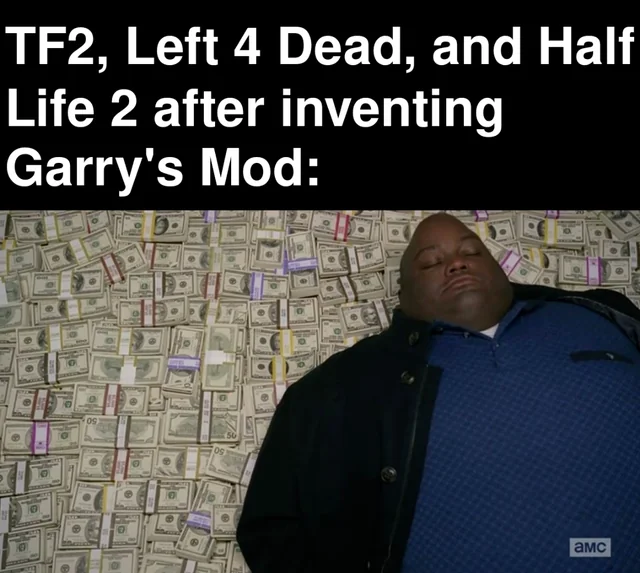 TF2, Left 4 Dead, and Half
Life 2 after inventing
Garry's Mod:
amc